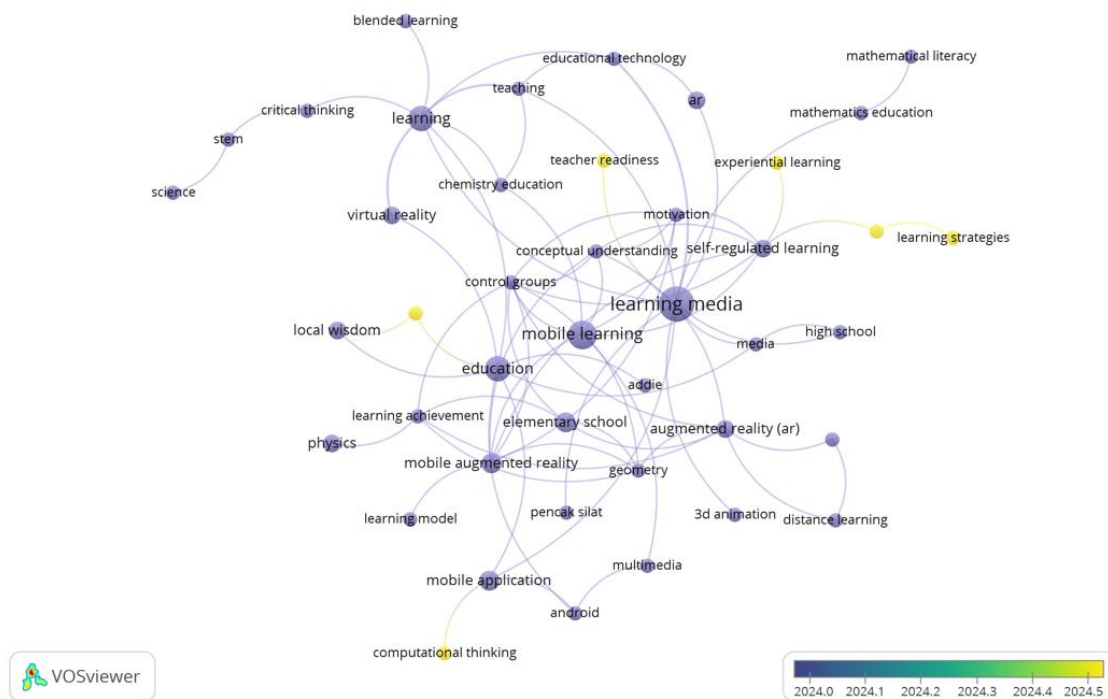 blended learning
educational technology
mathematical literacy
teaching
ar
critical thinking
learning
mathematics education
stem
teacher readiness
experiential learning
science
chemistry education
virtual reality
motivation
conceptual understanding
self-regulated learning
learning strategies
control groups
learning media
local wisdom
mobile learning
media
high school
education
addie
learning achievement
elementary school
augmented reality (ar)
physics
mobile augmented reality
geometry
learning model
pencak silat
3d animation
distance learning
mobile application
multimedia
android
computational thinking
VOSviewer
2024.0 2024.1 2024.2 2024.3 2024.4 2024.5